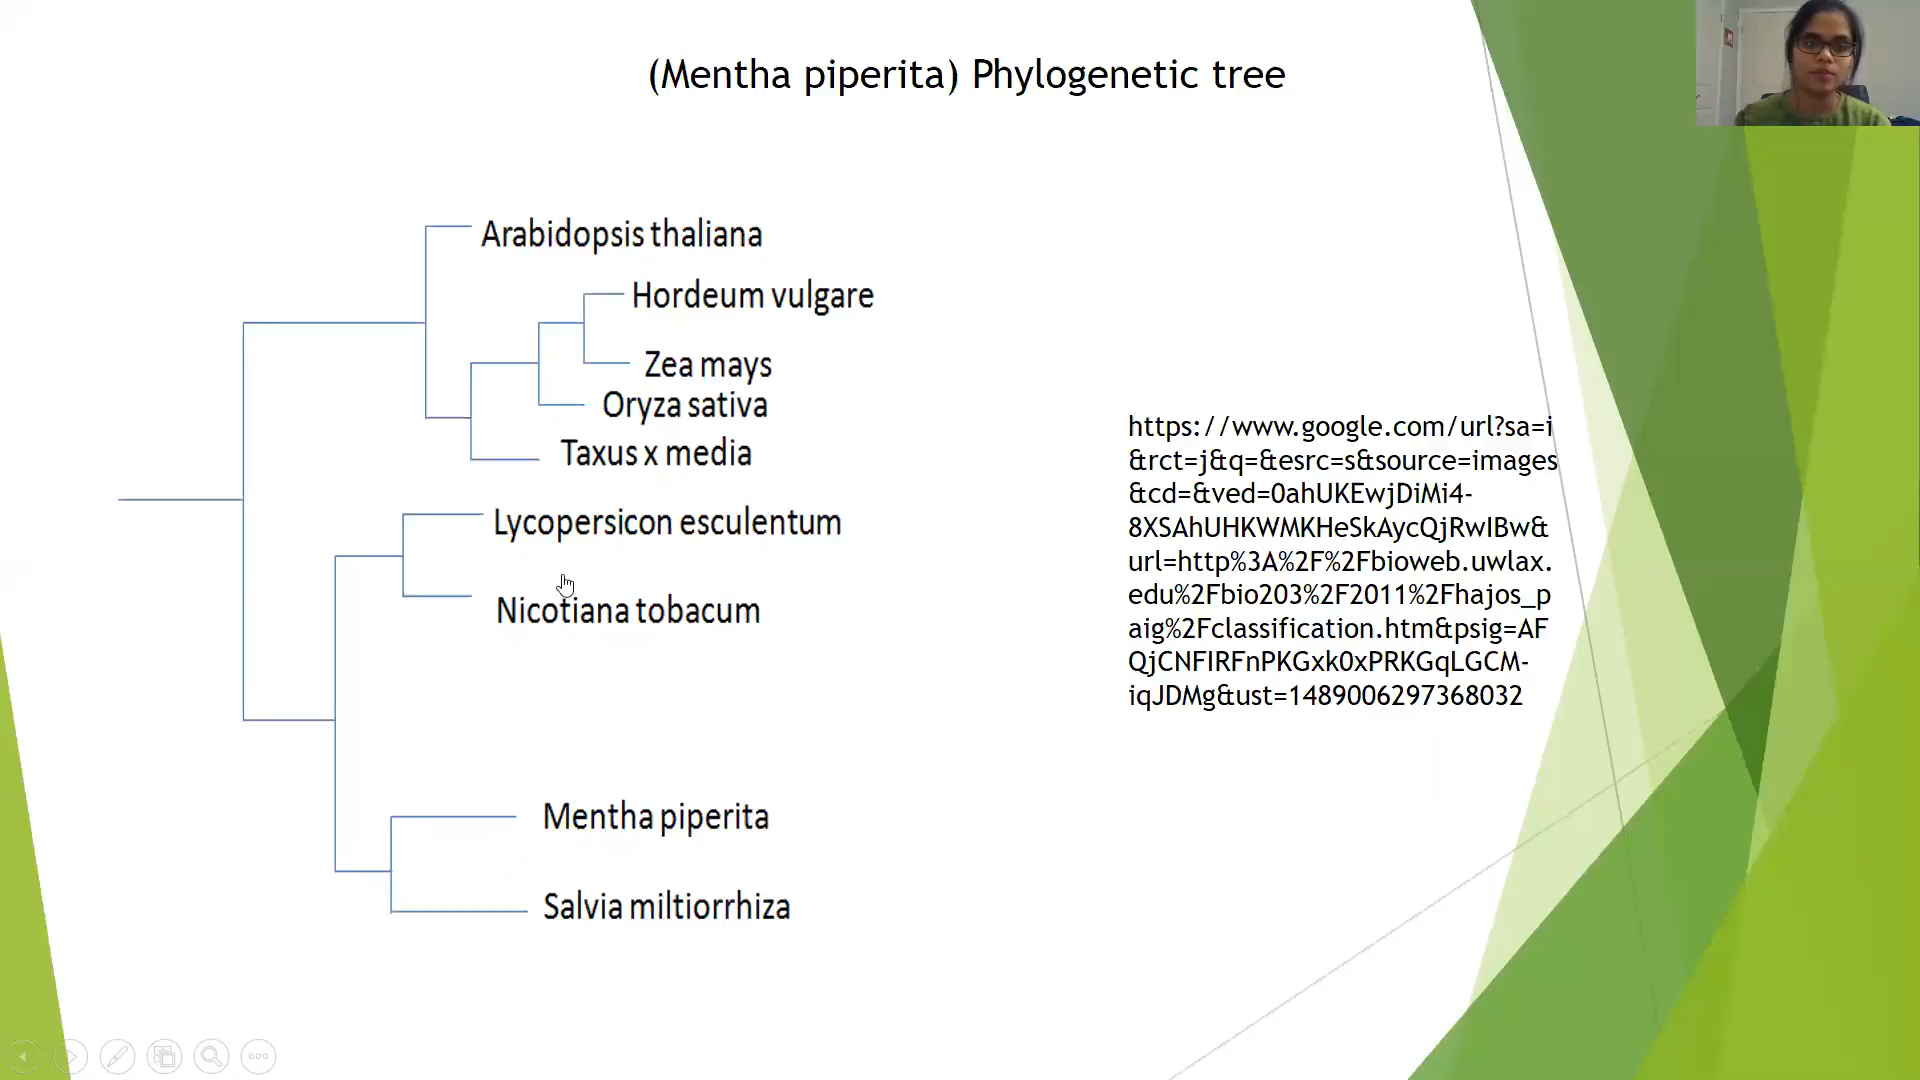 (Mentha piperita) Phylogenetic tree
Arabidopsis thaliana
Hordeum vulgare
Zea mays
Oryza sativa
Taxus x media
Lycopersicon esculentum
Nicotiana tobacum
Mentha piperita
Salvia miltiorrhiza
https://www.google.com/url?sa=i
&rct=j&q=&esrc=s&source=images
&cd=&ved=0ahUKEwjDiMi4-
8XSAhUHKWMKHeSkAycQjRwIBw&
url=http%3A%2F%2Fbioweb.uwlax.
edu%2Fbio203%2F2011%2Fhajos_p
aig%2Fclassification.htm&psig=AF
QjCNFIRFnPKGxk0xPRKGqLGCM-
iqJDMg&ust=1489006297368032